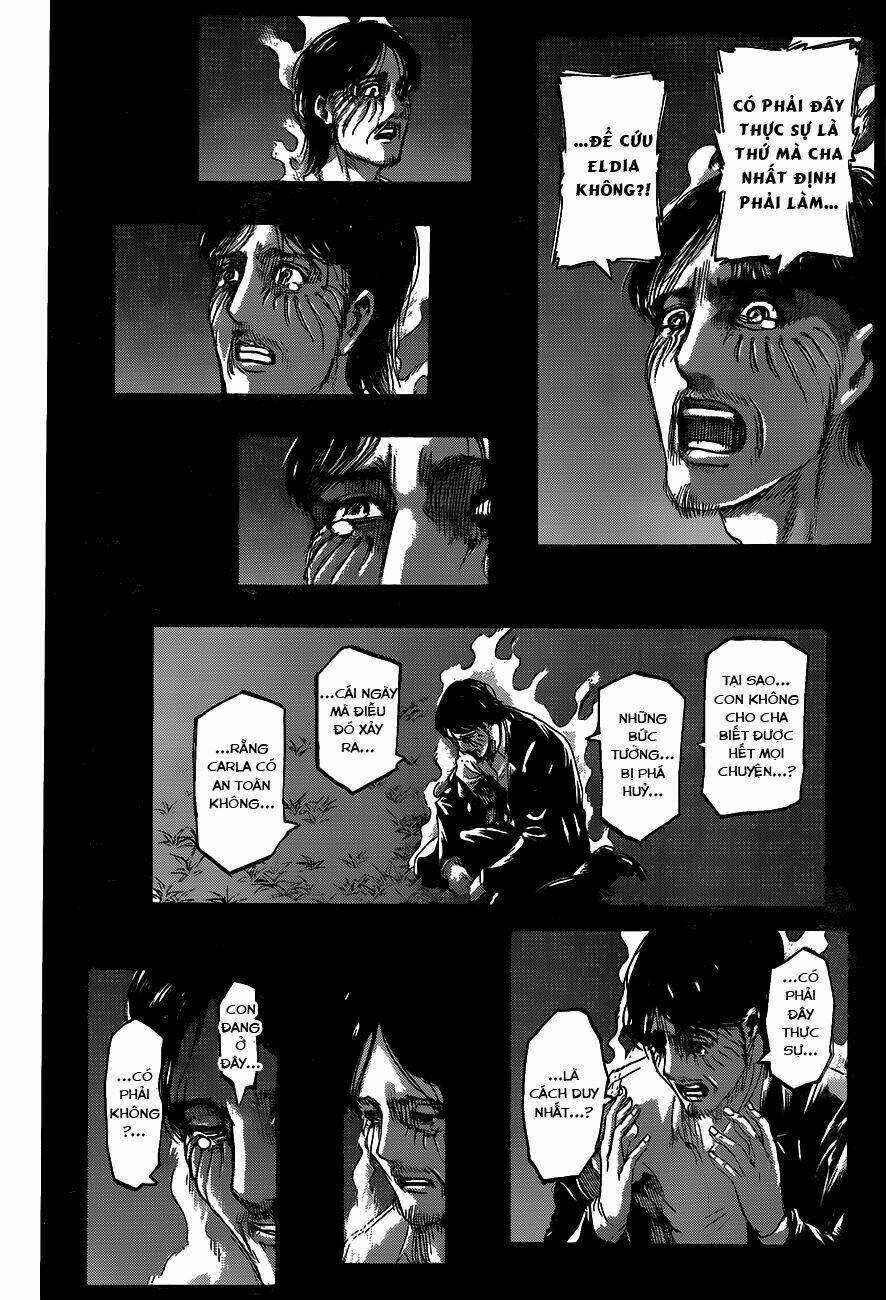 CÓ PHẢI ĐÂY
THỰC SỰ LÀ
THỨ MÀ CHA
NHẤT ĐỊNH
PHẢI LÀM...
...ĐỂ CỨU
ELDIA
KHÔNG?!
TẠI SAO...
CON KHÔNG
CHO CHA
BIẾT ĐƯỢC
HẾT MỌI
CHUYỆN...?
NHỮNG
BỨC
TƯỜNG...
BỊ PHÁ
HUỶ...
...CÁI NGÀY
MÀ ĐIỀU
ĐÓ XẢY
RA...
...RẰNG
CARLA CÓ
AN TOÀN
KHÔNG...
...CÓ
PHẢI
ĐÂY
THỰC
SỰ...
...LÀ
CÁCH DUY
NHẤT...?
CON
ĐANG
Ở
ĐÂY...
...CÓ
PHẢI
KHÔNG
?...